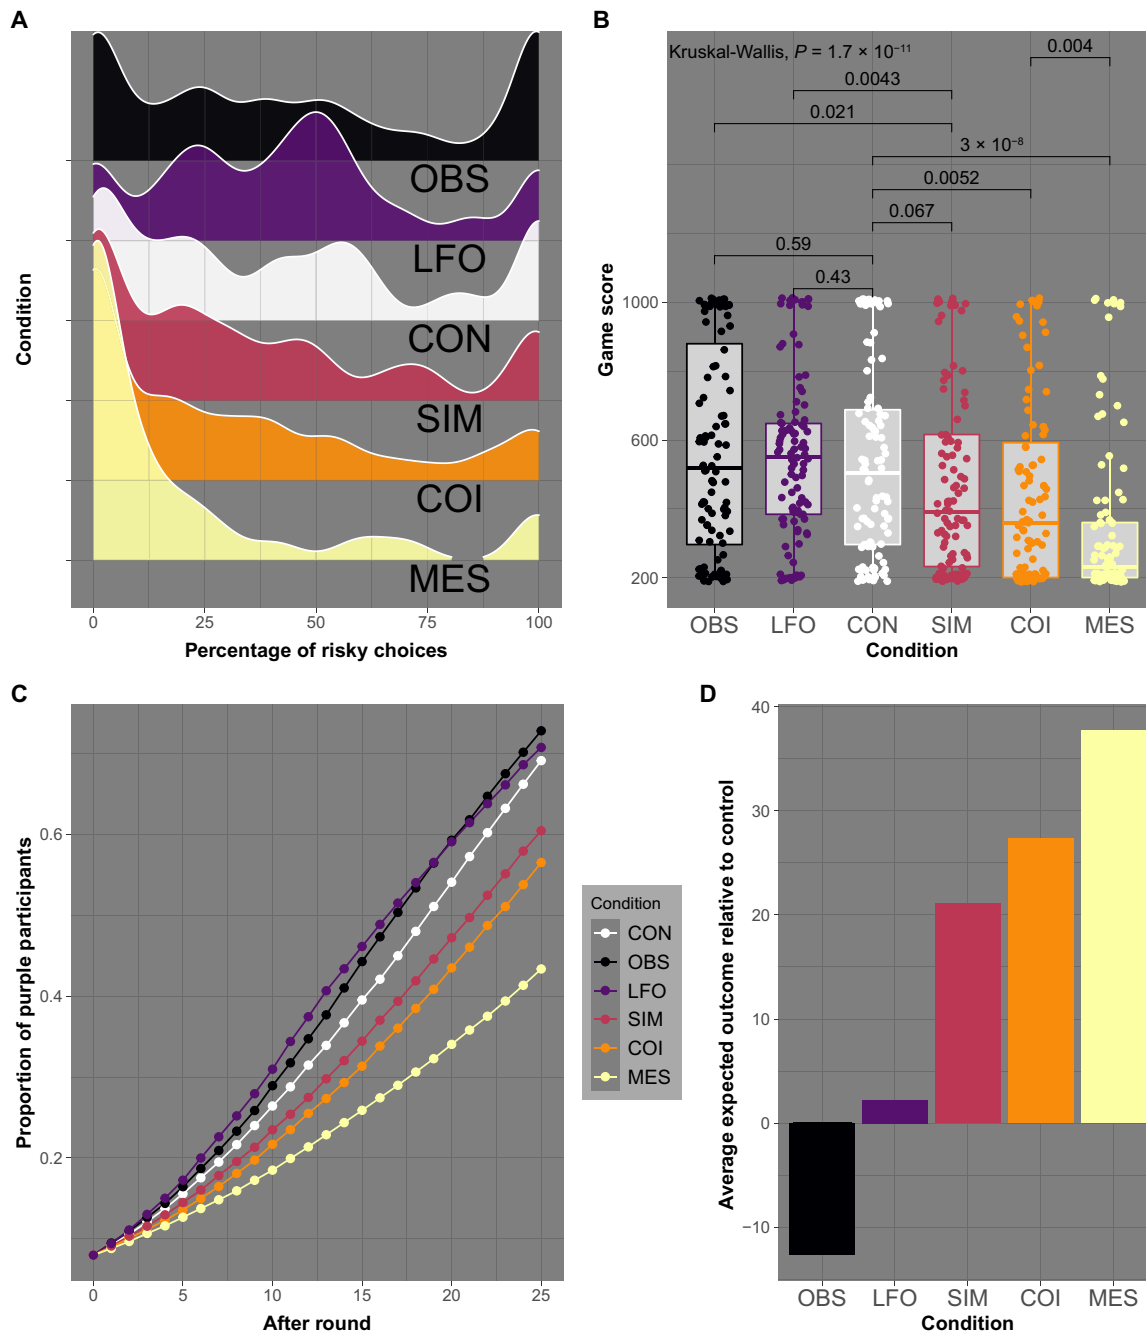 A
Condition
OBS
LFO
CON
SIM
COI
MES
0
25
50
75
100
Percentage of risky choices
B
Kruskal-Wallis, P = 1.7 × 10⁻¹¹
0.004
0.0043
0.021
3 × 10⁻⁸
0.0052
0.067
0.59
0.43
Game score
1000
600
200
OBS LFO CON SIM COI MES
Condition
C
Proportion of purple participants
0.6
0.4
0.2
0 5 10 15 20 25
After round
Condition
CON
OBS
LFO
SIM
COI
MES
D
Average expected outcome relative to control
40
30
20
10
0
−10
OBS LFO SIM COI MES
Condition